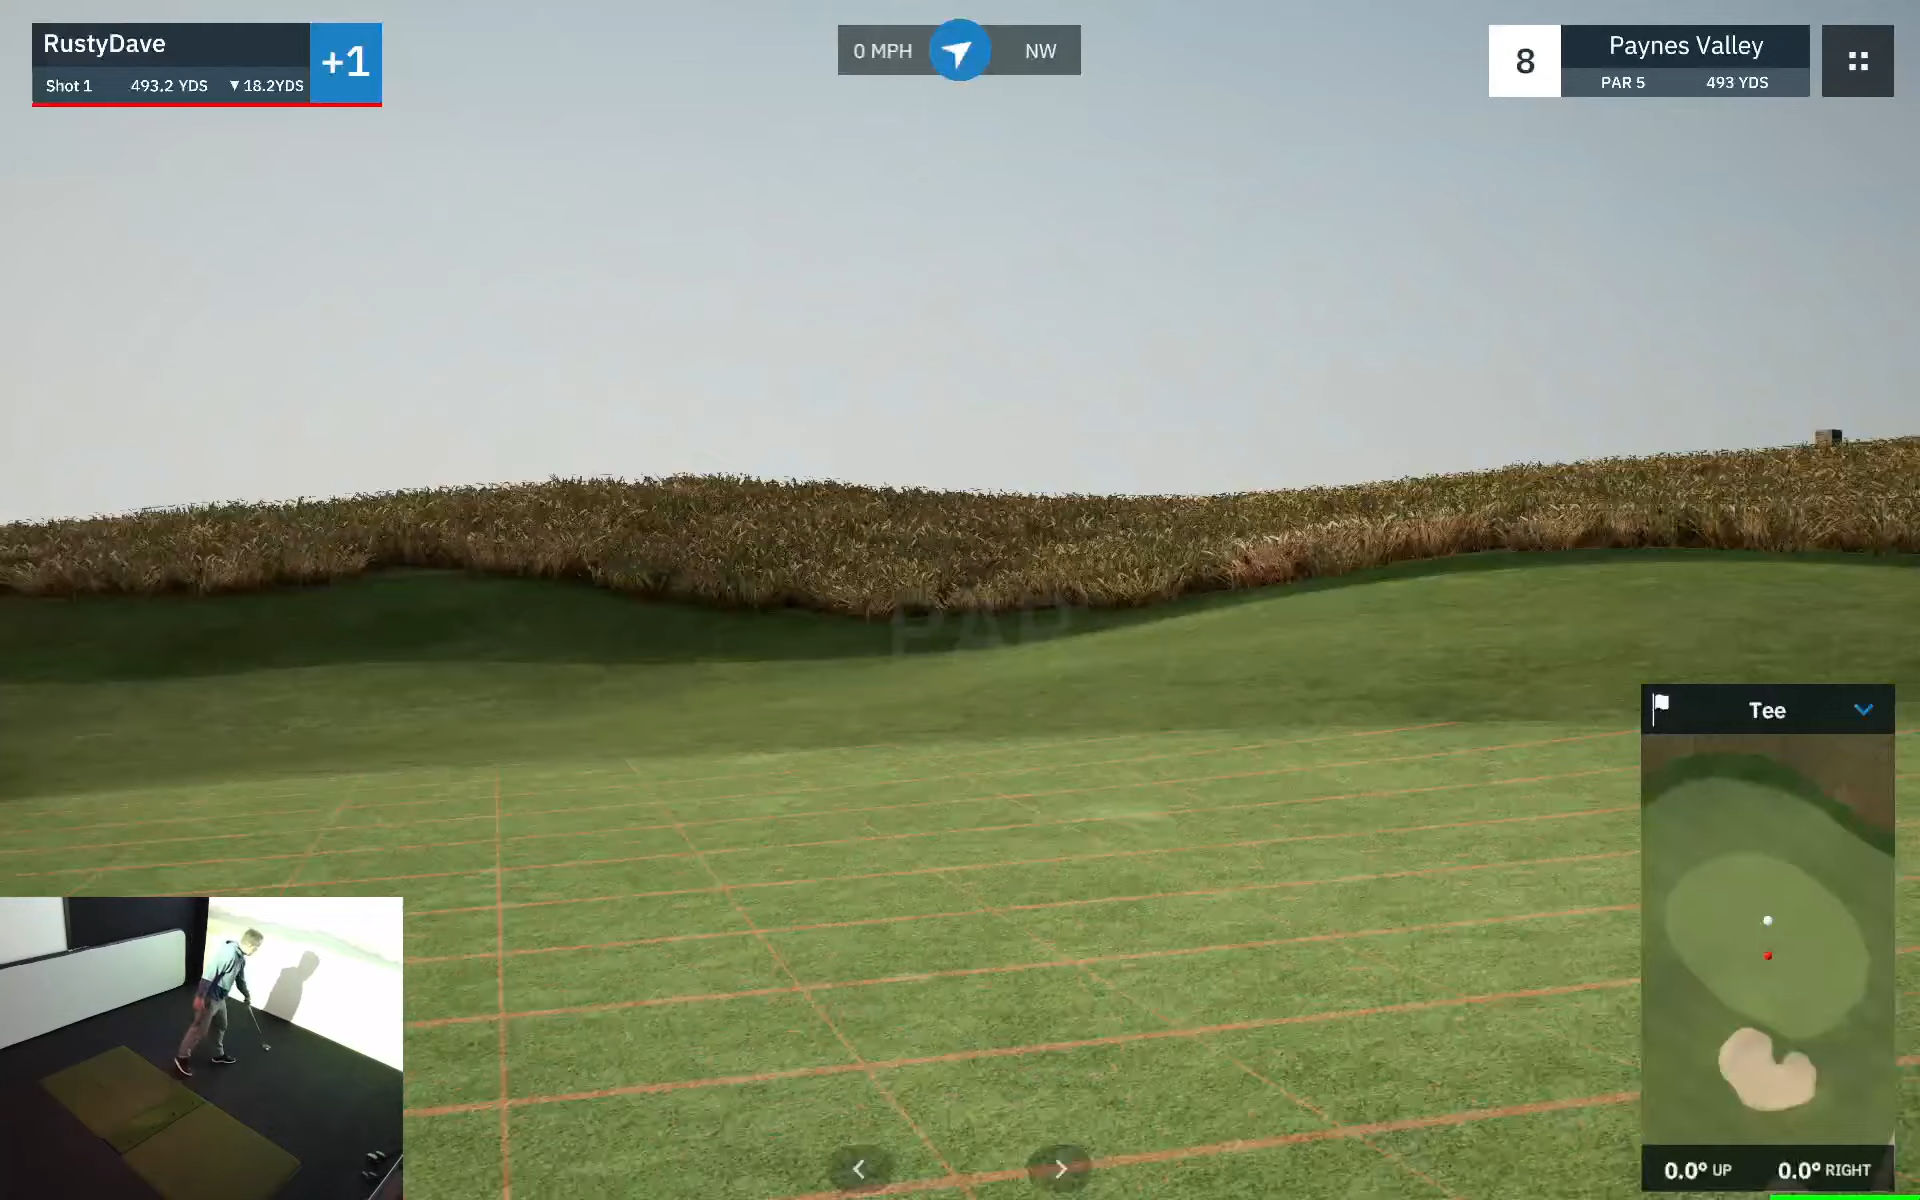 RustyDave
+1
Shot 1 493.2 YDS ▼18.2YDS
0 MPH NW
8
Paynes Valley
PAR 5 493 YDS
PAR
Tee
0.0° UP 0.0° RIGHT